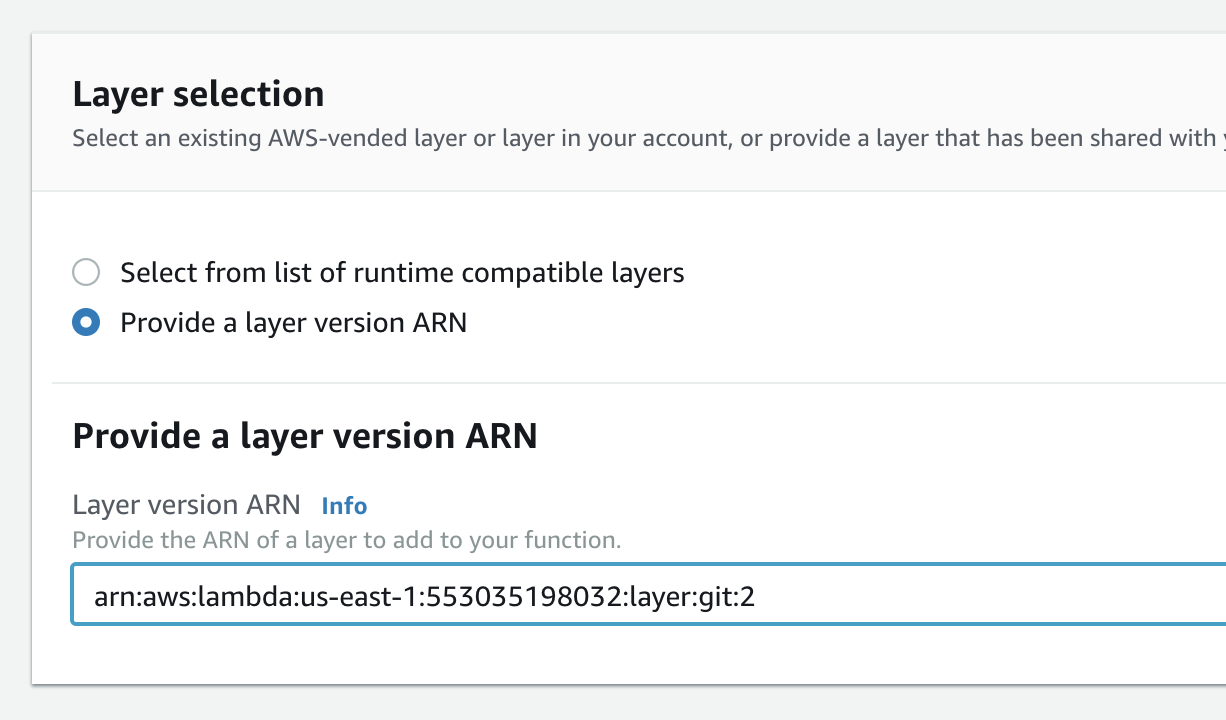 Layer selection
Select an existing AWS-vended layer or layer in your account, or provide a layer that has been shared with
Select from list of runtime compatible layers
Provide a layer version ARN
Provide a layer version ARN
Layer version ARN Info
Provide the ARN of a layer to add to your function.
arn:aws:lambda:us-east-1:553035198032:layer:git:2